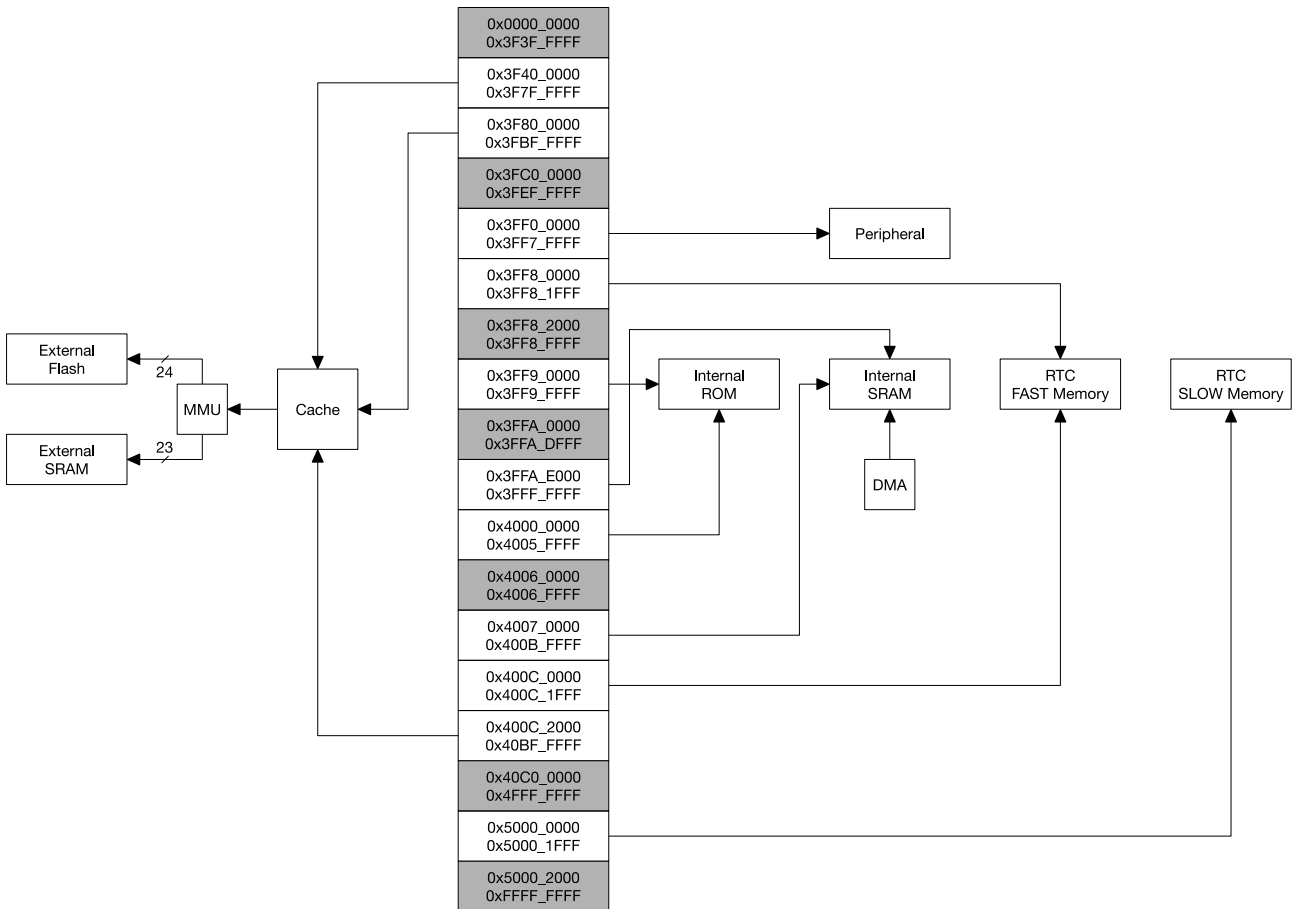 0x0000_0000
0x3F3F_FFFF
0x3F40_0000
0x3F7F_FFFF
0x3F80_0000
0x3FBF_FFFF
0x3FC0_0000
0x3FEF_FFFF
0x3FF0_0000
0x3FF7_FFFF
Peripheral
0x3FF8_0000
0x3FF8_1FFF
0x3FF8_2000
0x3FF8_FFFF
External
Flash
24
MMU
Cache
External
SRAM
23
0x3FF9_0000
0x3FF9_FFFF
Internal
ROM
Internal
SRAM
RTC
FAST Memory
RTC
SLOW Memory
0x3FFA_0000
0x3FFA_DFFF
0x3FFA_E000
0x3FFF_FFFF
DMA
0x4000_0000
0x4005_FFFF
0x4006_0000
0x4006_FFFF
0x4007_0000
0x400B_FFFF
0x400C_0000
0x400C_1FFF
0x400C_2000
0x40BF_FFFF
0x40C0_0000
0x4FFF_FFFF
0x5000_0000
0x5000_1FFF
0x5000_2000
0xFFFF_FFFF